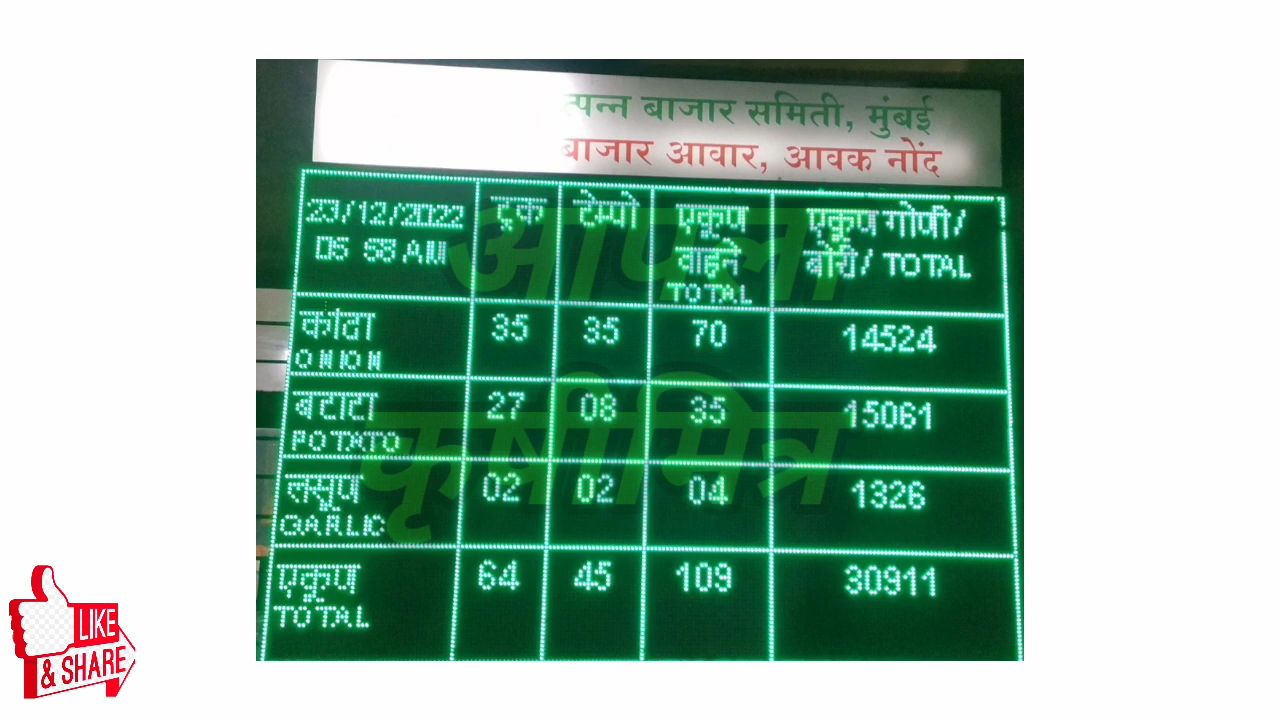 त्पन्न बाजार समिती, मुंबई
बाजार आवार, आवक नोंद
23/12/2022 ट्रक टेम्पो एकूण एकूण गोणी/
AM वाहने बोरी/ TOTAL
TOTAL
कांदा 35 35 70 14524
ONION
बटाटा 27 08 35 15061
POTATO
लसूण 02 02 04 1326
GARLIC
एकूण 64 45 109 30911
TOTAL
आपला
कृषीमित्र
LIKE
& SHARE